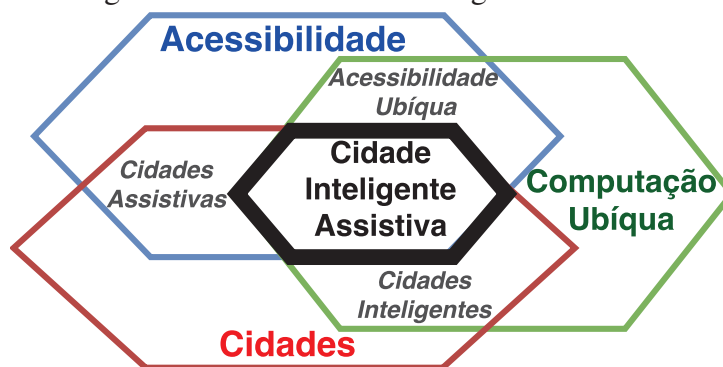 Acessibilidade
Acessibilidade
Ubíqua
Cidades
Assistivas
Cidade
Inteligente
Assistiva
Computação
Ubíqua
Cidades
Inteligentes
Cidades